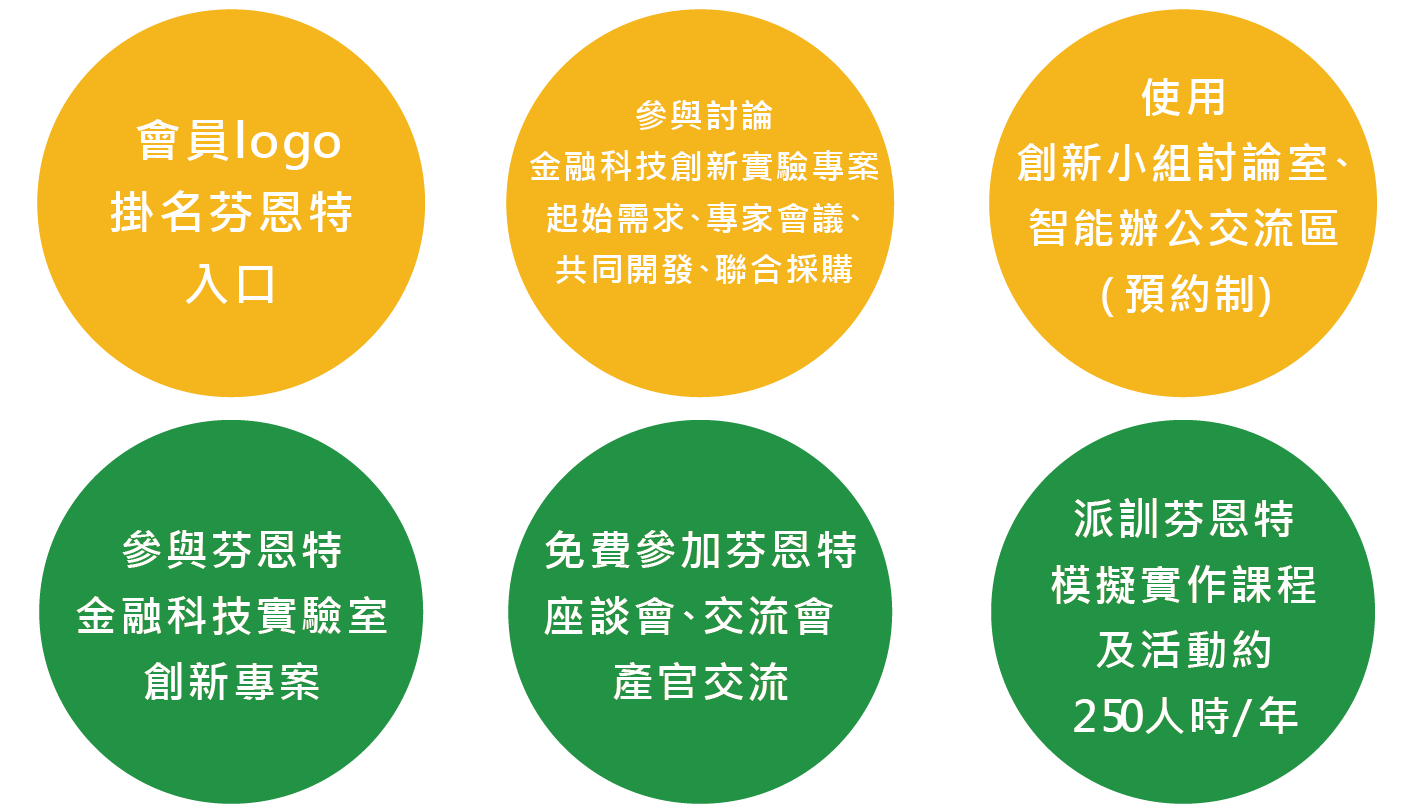 會員logo
掛名芬恩特
入口
參與討論
金融科技創新實驗專案
起始需求、專家會議、
共同開發、聯合採購
使用
創新小組討論室、
智能辦公交流區
(預約制)
參與芬恩特
金融科技實驗室
創新專案
免費參加芬恩特
座談會、交流會
產官交流
派訓芬恩特
模擬實作課程
及活動約
250人時/年